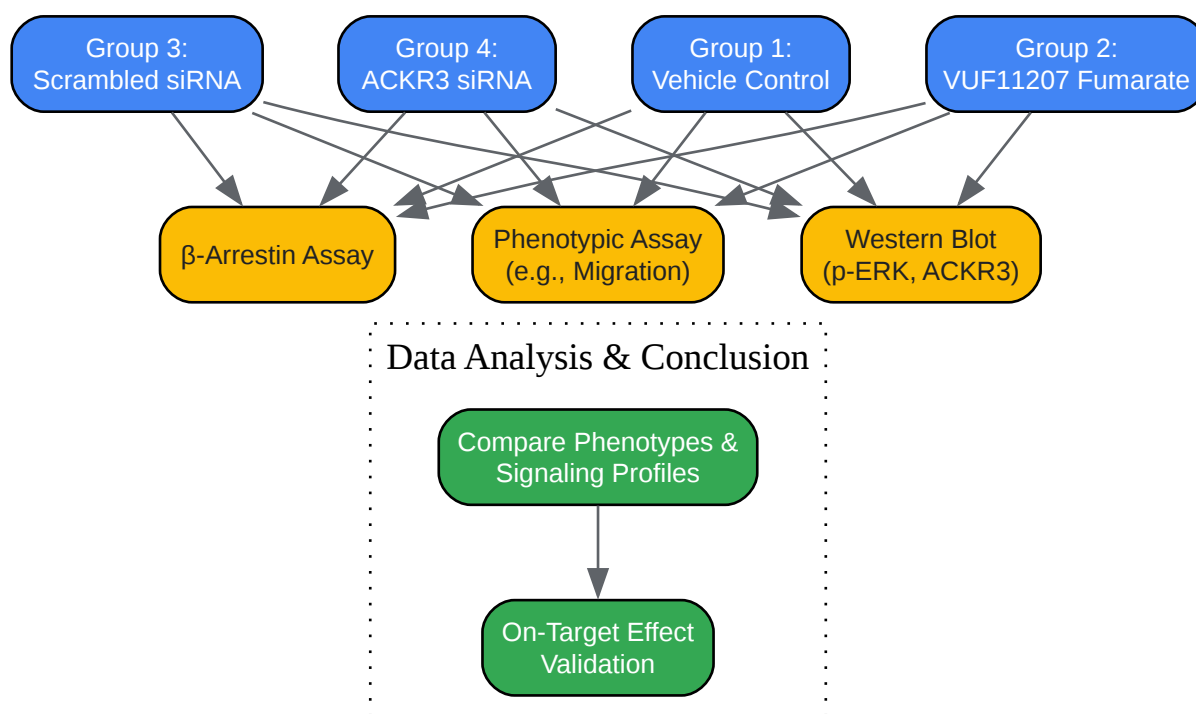 Group 3:
Scrambled siRNA
Group 4:
ACKR3 siRNA
Group 1:
Vehicle Control
Group 2:
VUF11207 Fumarate
β-Arrestin Assay
Phenotypic Assay
(e.g., Migration)
Western Blot
(p-ERK, ACKR3)
Data Analysis & Conclusion
Compare Phenotypes &
Signaling Profiles
On-Target Effect
Validation